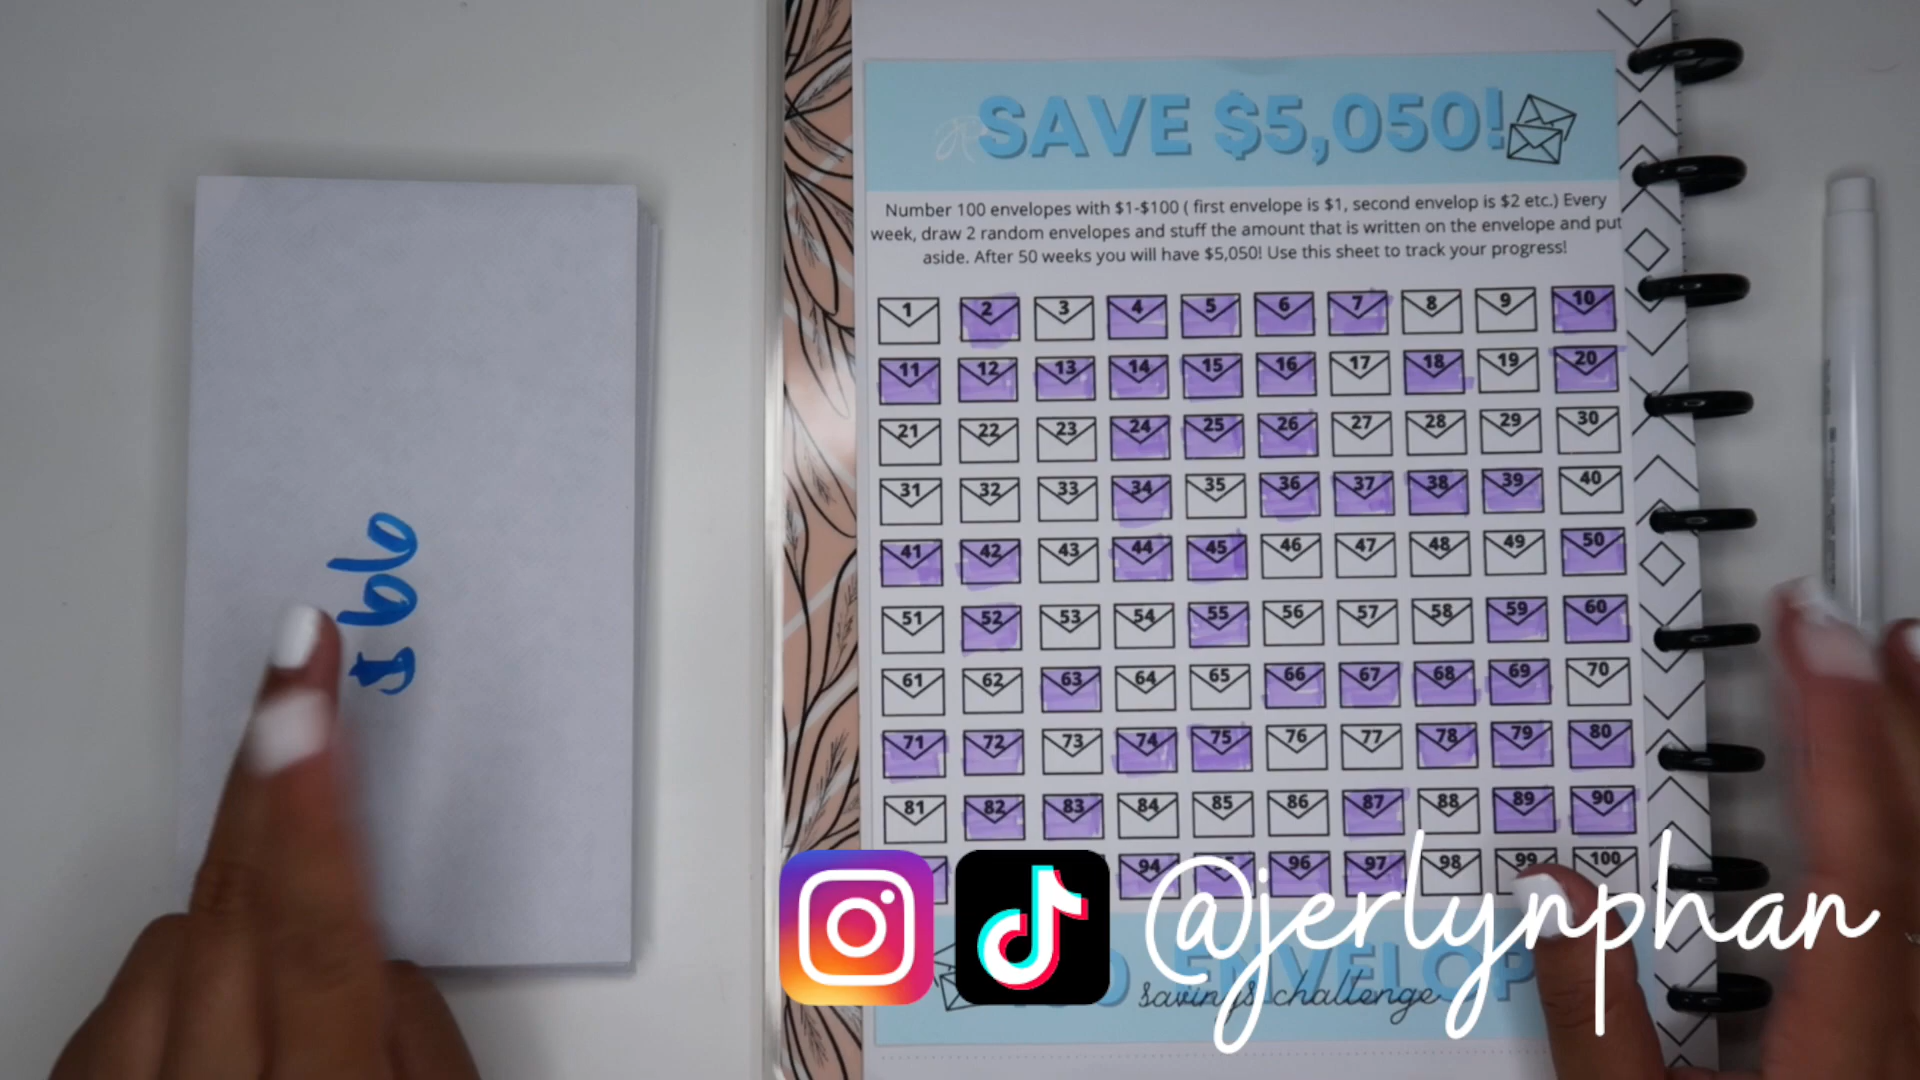 SAVE $5,050!
Number 100 envelopes with $1-$100 ( first envelope is $1, second envelop is $2 etc.) Every
week, draw 2 random envelopes and stuff the amount that is written on the envelope and put
aside. After 50 weeks you will have $5,050! Use this sheet to track your progress!
1 2 3 4 5 6 7 8 9 10
11 12 13 14 15 16 17 18 19 20
21 22 23 24 25 26 27 28 29 30
31 32 33 34 35 36 37 38 39 40
41 42 43 44 45 46 47 48 49 50
51 52 53 54 55 56 57 58 59 60
61 62 63 64 65 66 67 68 69 70
71 72 73 74 75 76 77 78 79 80
81 82 83 84 85 86 87 88 89 90
94 96 97 98 99 100
@jerlynphan
ENVELOP
savings challenge